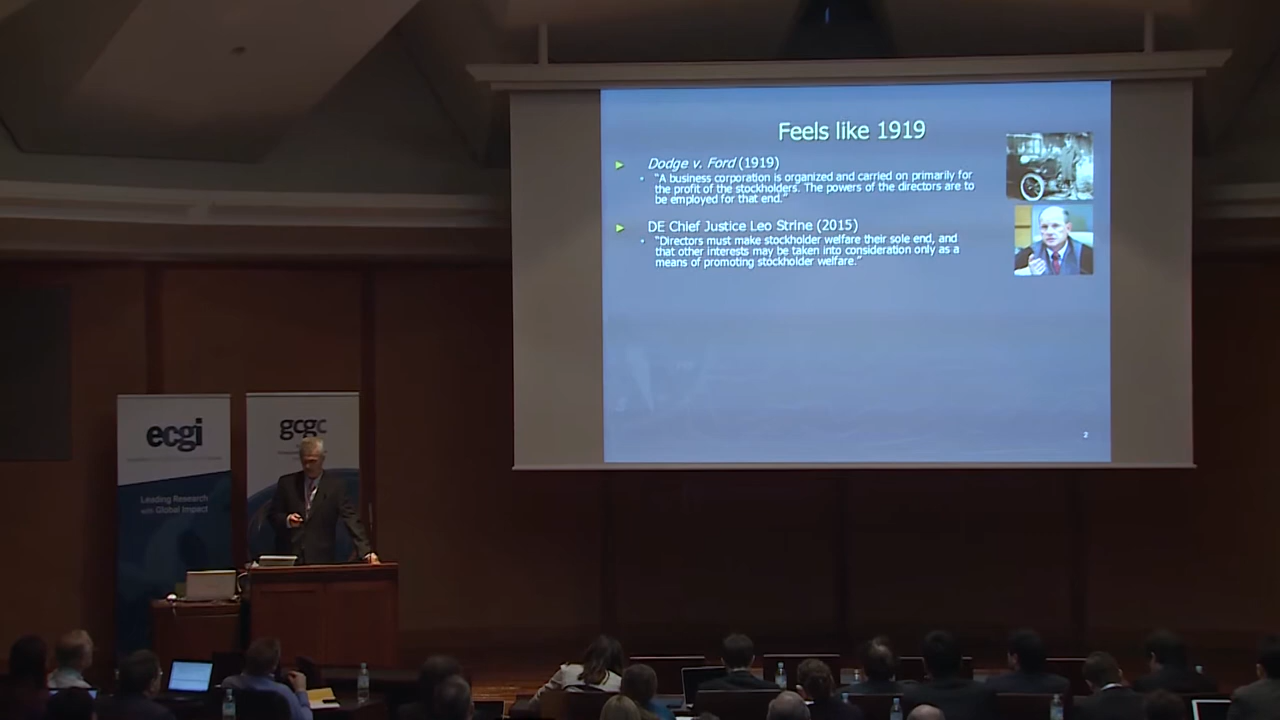 Feels like 1919
Dodge v. Ford (1919)
"A business corporation is organized and carried on primarily for
the profit of the stockholders. The powers of the directors are to
be employed for that end."
DE Chief Justice Leo Strine (2015)
"Directors must make stockholder welfare their sole end, and
that other interests may be taken into consideration only as a
means of promoting stockholder welfare."
2
ecgi
Leading Research
with Global Impact
gcgc